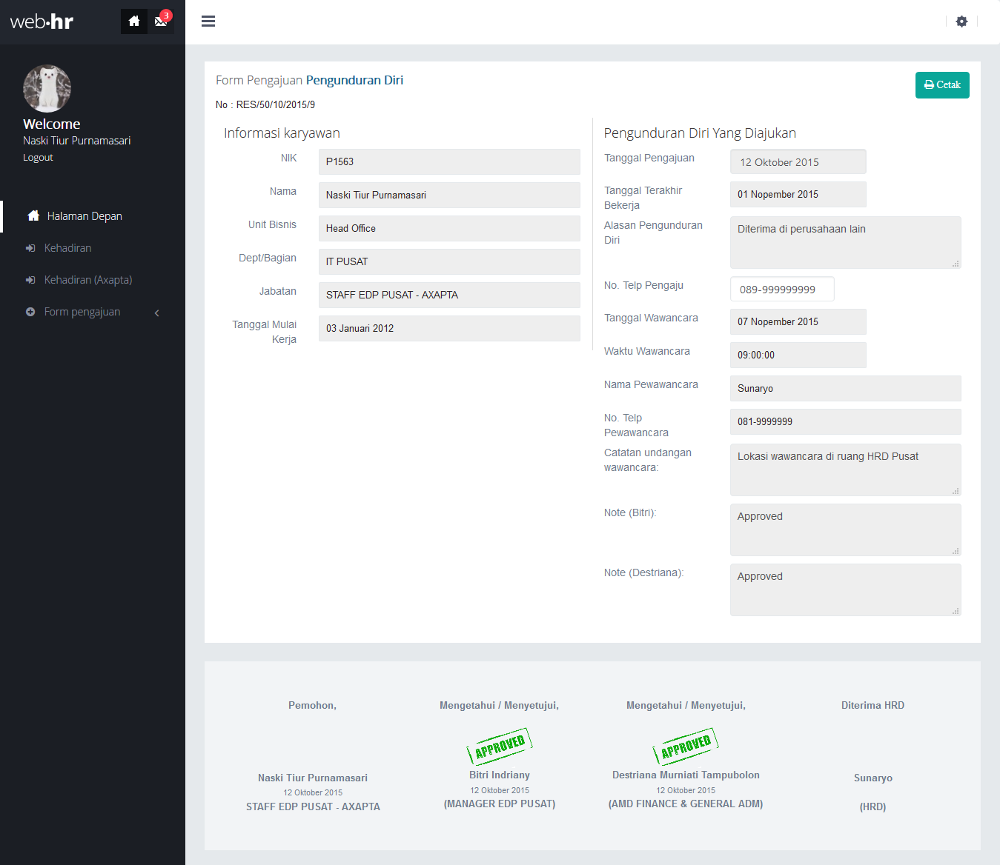 web·hr
3
Welcome
Naski Tiur Purnamasari
Logout
Halaman Depan
Kehadiran
Kehadiran (Axapta)
Form pengajuan
Form Pengajuan Pengunduran Diri
Cetak
No : RES/50/10/2015/9
Informasi karyawan
NIK
P1563
Nama
Naski Tiur Purnamasari
Unit Bisnis
Head Office
Dept/Bagian
IT PUSAT
Jabatan
STAFF EDP PUSAT - AXAPTA
Tanggal Mulai
Kerja
03 Januari 2012
Pengunduran Diri Yang Diajukan
Tanggal Pengajuan
12 Oktober 2015
Tanggal Terakhir
Bekerja
01 Nopember 2015
Alasan Pengunduran
Diri
Diterima di perusahaan lain
No. Telp Pengaju
089-999999999
Tanggal Wawancara
07 Nopember 2015
Waktu Wawancara
09:00:00
Nama Pewawancara
Sunaryo
No. Telp
Pewawancara
081-9999999
Catatan undangan
wawancara:
Lokasi wawancara di ruang HRD Pusat
Note (Bitri):
Approved
Note (Destriana):
Approved
Pemohon,
Naski Tiur Purnamasari
12 Oktober 2015
STAFF EDP PUSAT - AXAPTA
Mengetahui / Menyetujui,
APPROVED
Bitri Indriany
12 Oktober 2015
(MANAGER EDP PUSAT)
Mengetahui / Menyetujui,
APPROVED
Destriana Murniati Tampubolon
12 Oktober 2015
(AMD FINANCE & GENERAL ADM)
Diterima HRD
Sunaryo
(HRD)